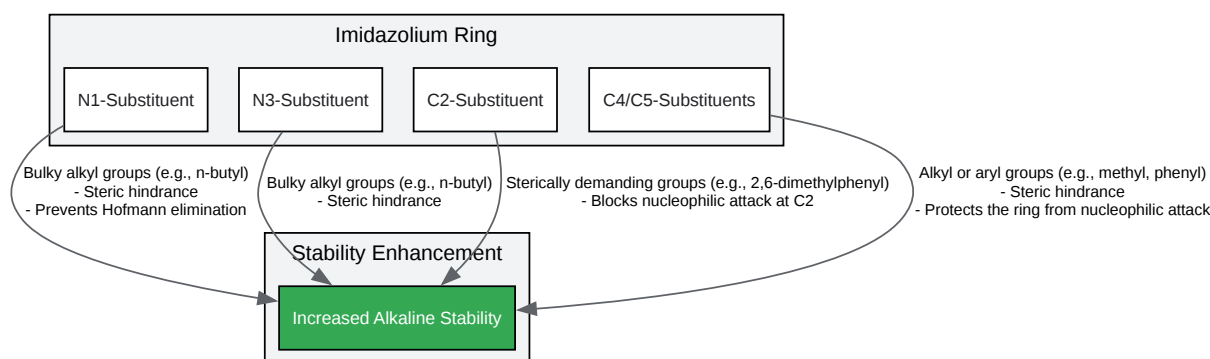 Imidazolium Ring
N1-Substituent
N3-Substituent
C2-Substituent
C4/C5-Substituents
Bulky alkyl groups (e.g., n-butyl)
- Steric hindrance
- Prevents Hofmann elimination
Bulky alkyl groups (e.g., n-butyl)
- Steric hindrance
Sterically demanding groups (e.g., 2,6-dimethylphenyl)
- Blocks nucleophilic attack at C2
Alkyl or aryl groups (e.g., methyl, phenyl)
- Steric hindrance
- Protects the ring from nucleophilic attack
Stability Enhancement
Increased Alkaline Stability